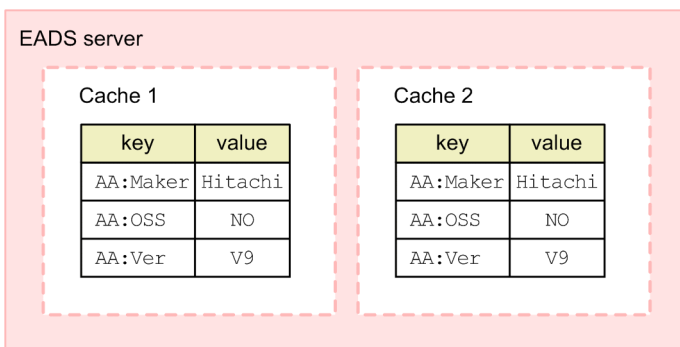 EADS server
Cache 1
key value
AA:Maker Hitachi
AA:OSS NO
AA:Ver V9
Cache 2
key value
AA:Maker Hitachi
AA:OSS NO
AA:Ver V9